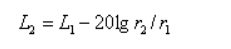 L₂ = L₁ − 20lg r₂/r₁